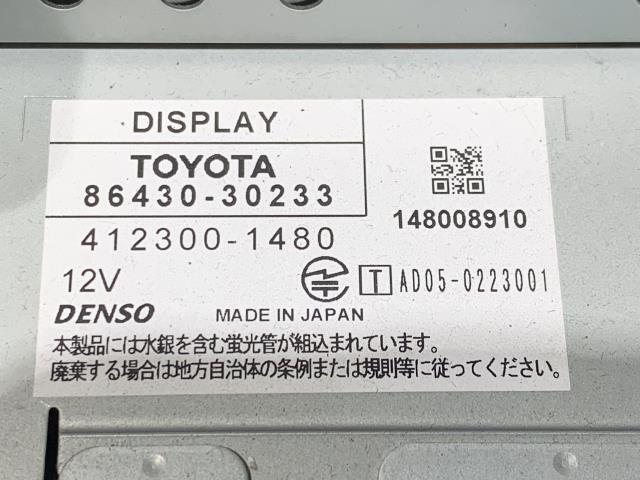 DISPLAY
TOYOTA
86430-30233
148008910
412300-1480
12V
T AD05-0223001
DENSO
MADE IN JAPAN
本製品には水銀を含む蛍光管が組込まれています。
廃棄する場合は地方自治体の条例または規則等に従ってください。